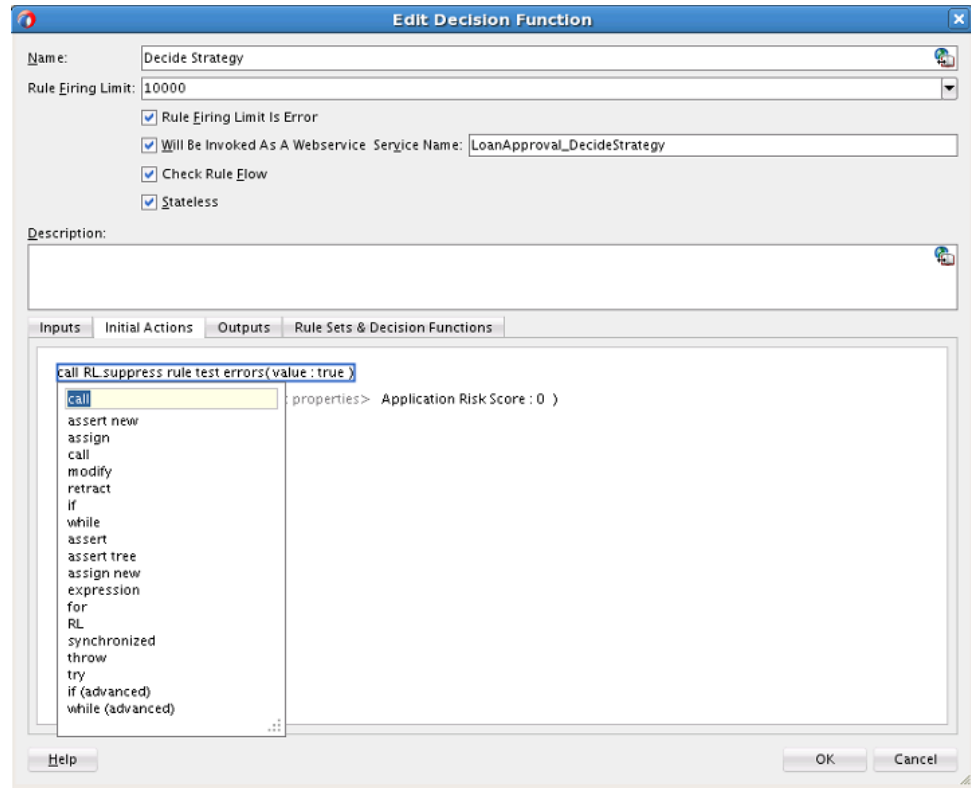 Edit Decision Function
Name: Decide Strategy
Rule Firing Limit: 10000
Rule Firing Limit Is Error
Will Be Invoked As A Webservice Service Name: LoanApproval_DecideStrategy
Check Rule Flow
Stateless
Description:
Inputs Initial Actions Outputs Rule Sets & Decision Functions
call RL.suppress rule test errors( value : true )
call
properties> Application Risk Score : 0 )
assert new
assign
call
modify
retract
if
while
assert
assert tree
assign new
expression
for
RL
synchronized
throw
try
if (advanced)
while (advanced)
Help OK Cancel